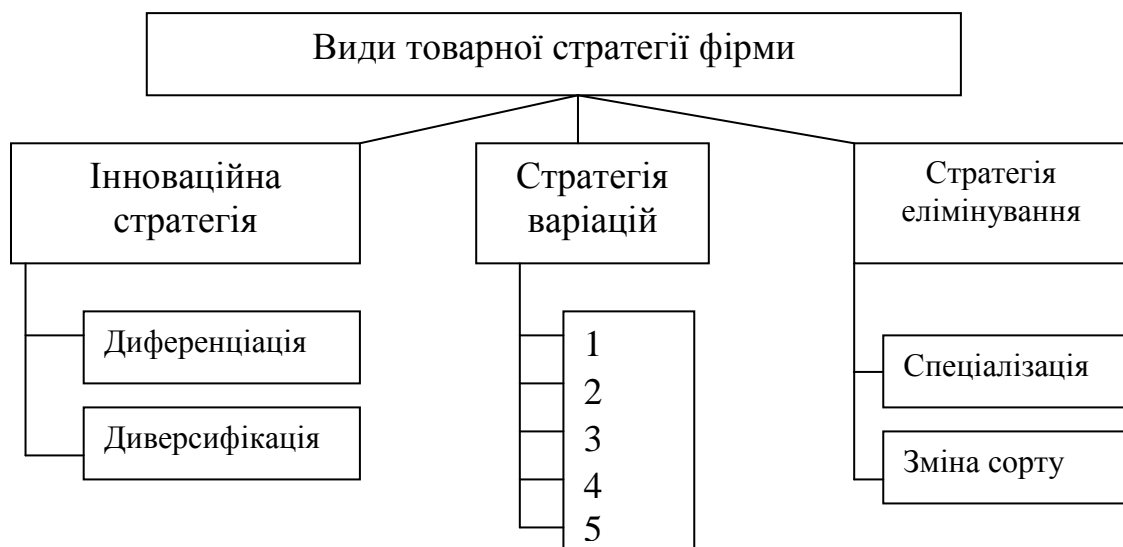 Види товарної стратегії фірми
Інноваційна
стратегія
Диференціація
Диверсифікація
Стратегія
варіацій
1
2
3
4
5
Стратегія
елімінування
Спеціалізація
Зміна сорту